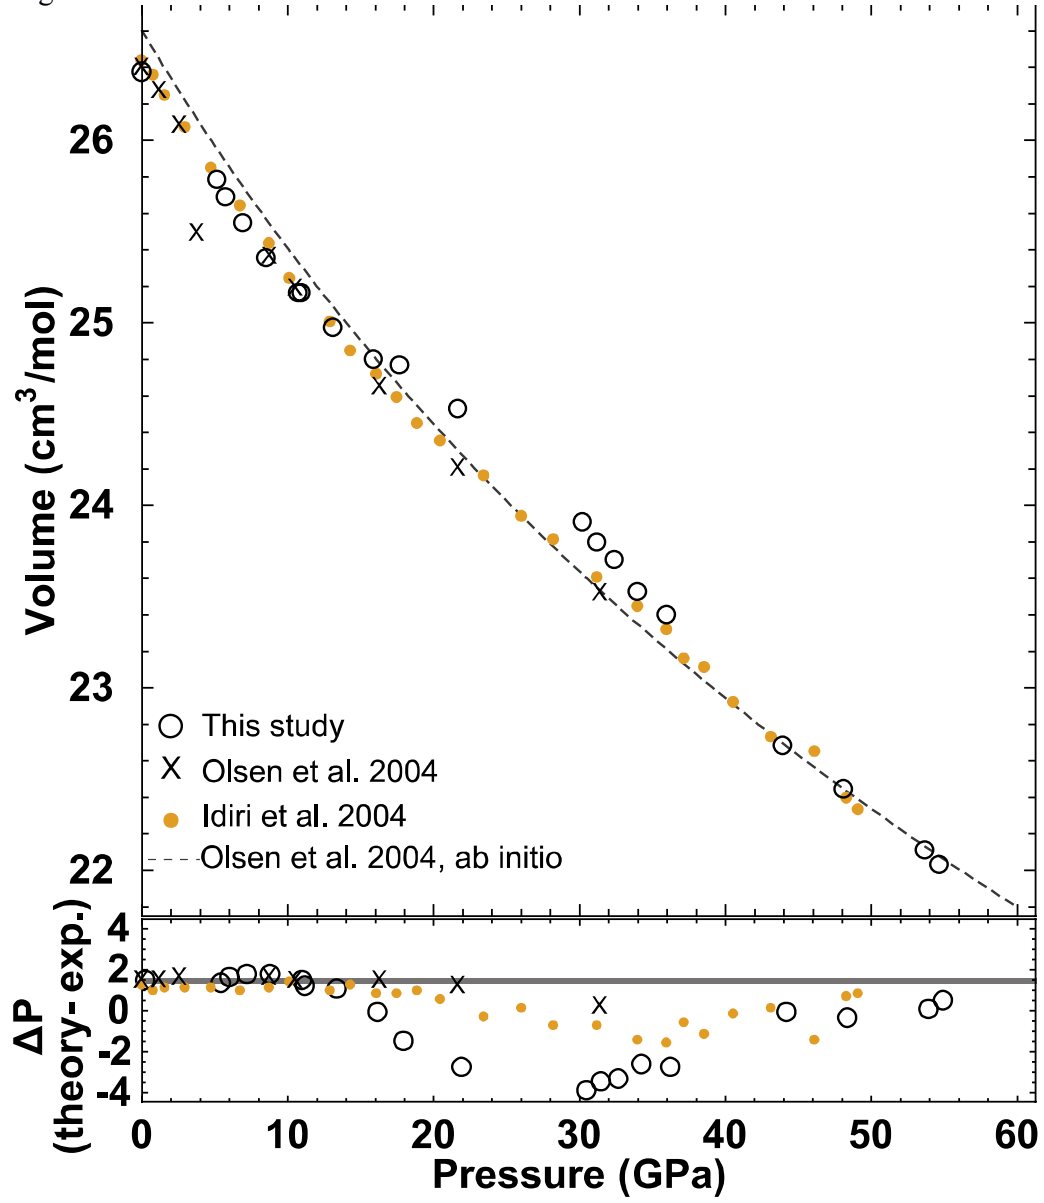 g
26
25
24
23
22
Volume (cm³/mol)
This study
X Olsen et al. 2004
Idiri et al. 2004
Olsen et al. 2004, ab initio
4
2
0
-2
-4
ΔP
(theory- exp.)
0 10 20 30 40 50 60
Pressure (GPa)